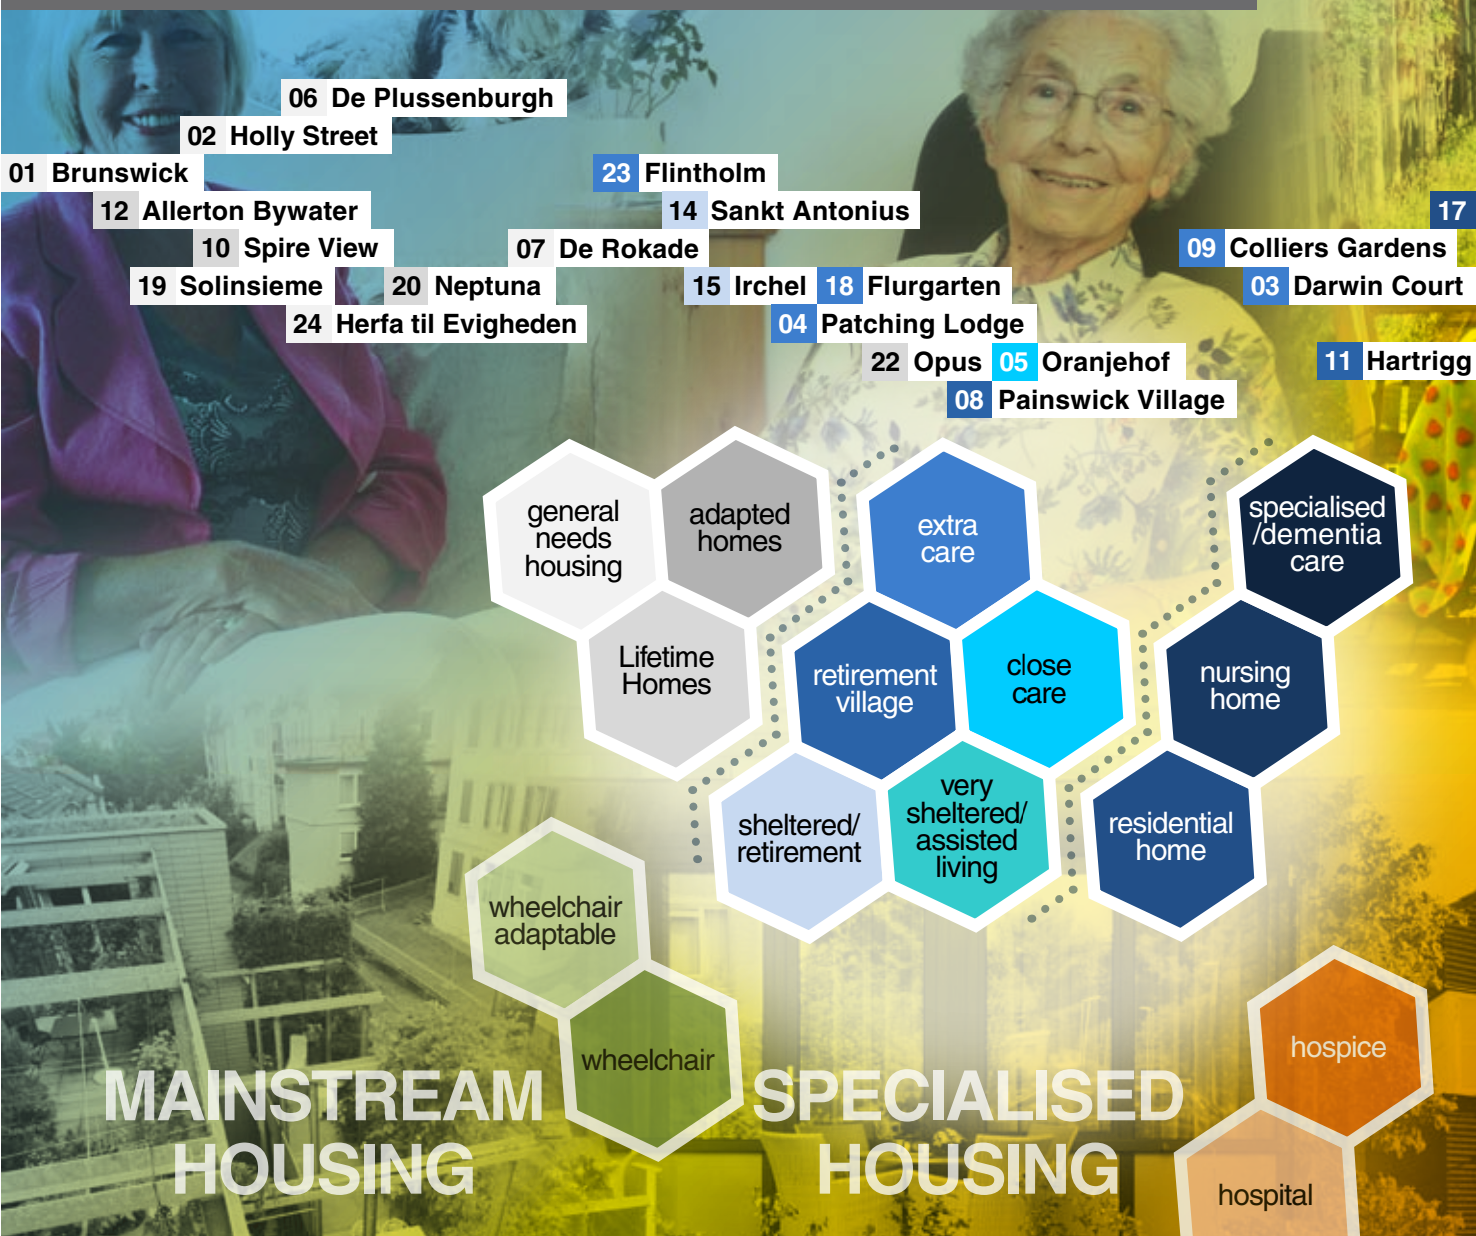 06 De Plussenburgh
02 Holly Street
01 Brunswick
23 Flintholm
12 Allerton Bywater
14 Sankt Antonius
17
10 Spire View
07 De Rokade
09 Colliers Gardens
19 Solinsieme
20 Neptuna
15 Irchel
18 Flurgarten
03 Darwin Court
24 Herfa til Evigheden
04 Patching Lodge
22 Opus
05 Oranjehof
11 Hartrigg
08 Painswick Village
general
needs
housing
adapted
homes
Lifetime
Homes
extra
care
retirement
village
close
care
sheltered/
retirement
very
sheltered/
assisted
living
specialised
/dementia
care
nursing
home
residential
home
wheelchair
adaptable
wheelchair
hospice
hospital
MAINSTREAM
HOUSING
SPECIALISED
HOUSING